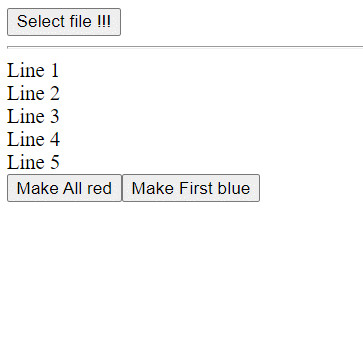 Select file !!!
Line 1
Line 2
Line 3
Line 4
Line 5
Make All red Make First blue